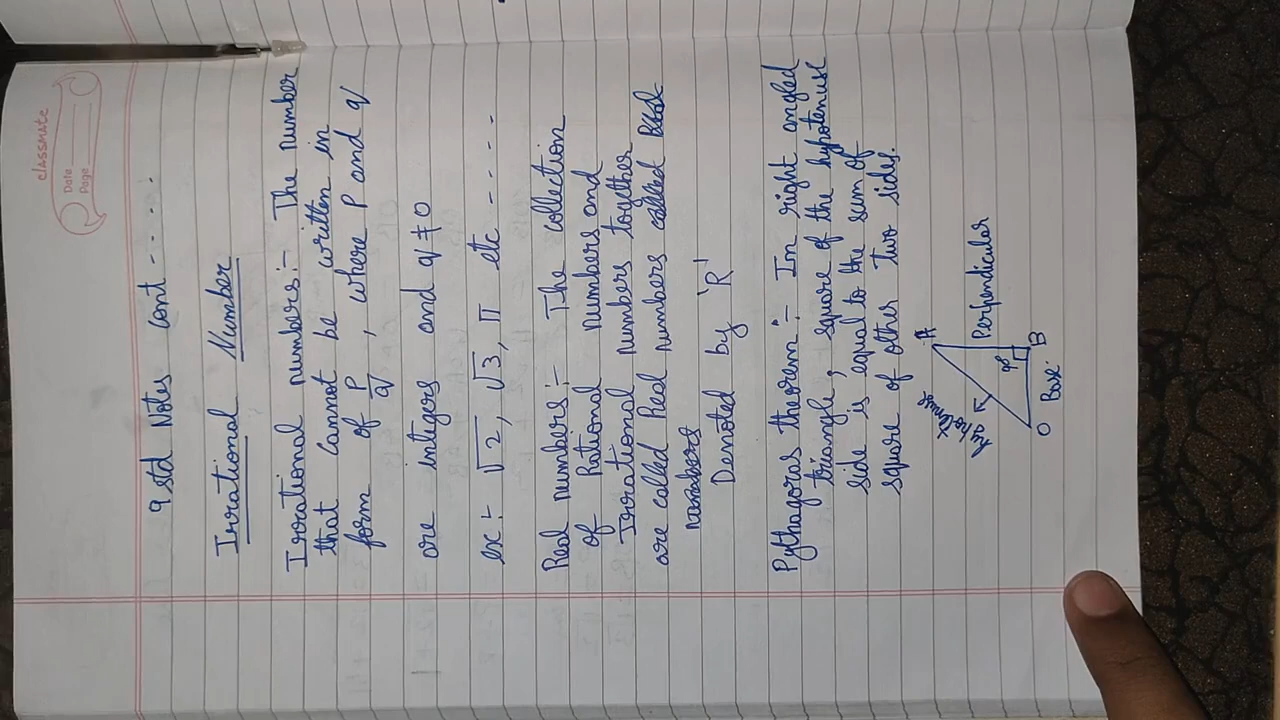 classmate
Date
Page
9 std Notes cont -----
Irrational Number
Irrational numbers:- The number
that cannot be written in
form of P/q, where P and q
are integers and q ≠ 0
ex:- √2, √3, π etc ----
Real numbers:- The collection
of Rational numbers and
Irrational numbers together
are called Real numbers called Real
numbers
Denoted by 'R'
Pythagoras theorem:- In right angled
triangle, square of the hypotenuse
side is equal to the sum of
square of other two sides.
A
Hypotenuse
Perpendicular
90°
O
B
Base.